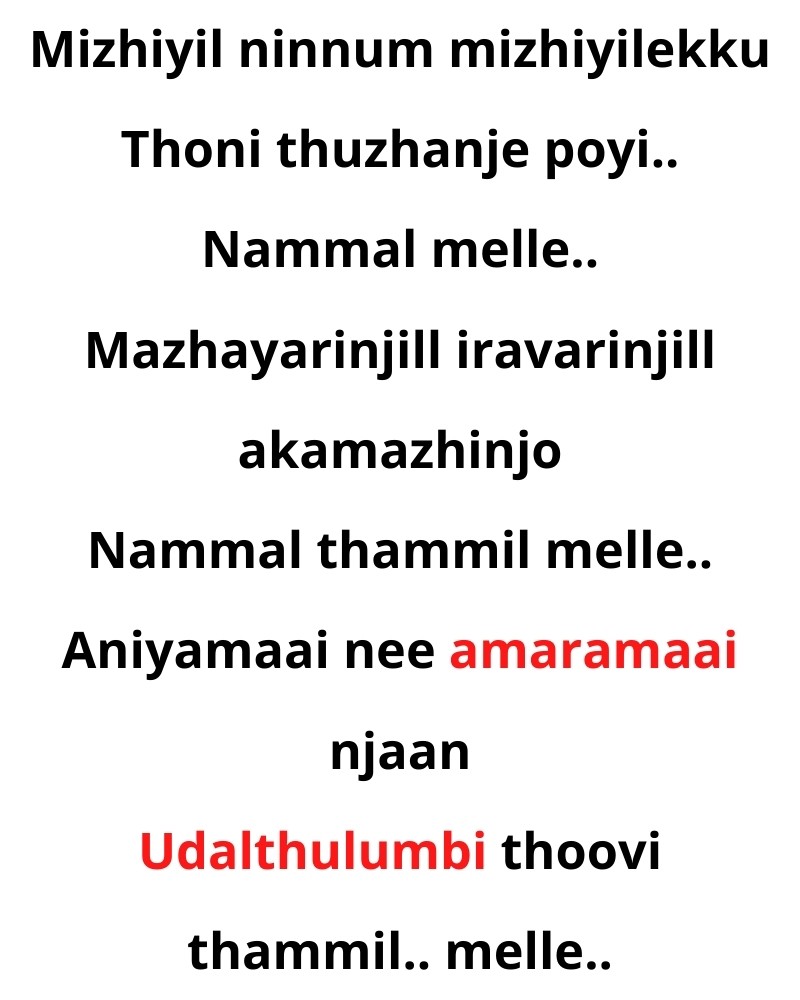 Mizhiyil ninnum mizhiyilekku
Thoni thuzhanje poyi..
Nammal melle..
Mazhayarinjill iravarinjill
akamazhinjo
Nammal thammil melle..
Aniyamaai nee amaramaai
njaan
Udalthulumbi thoovi
thammil.. melle..